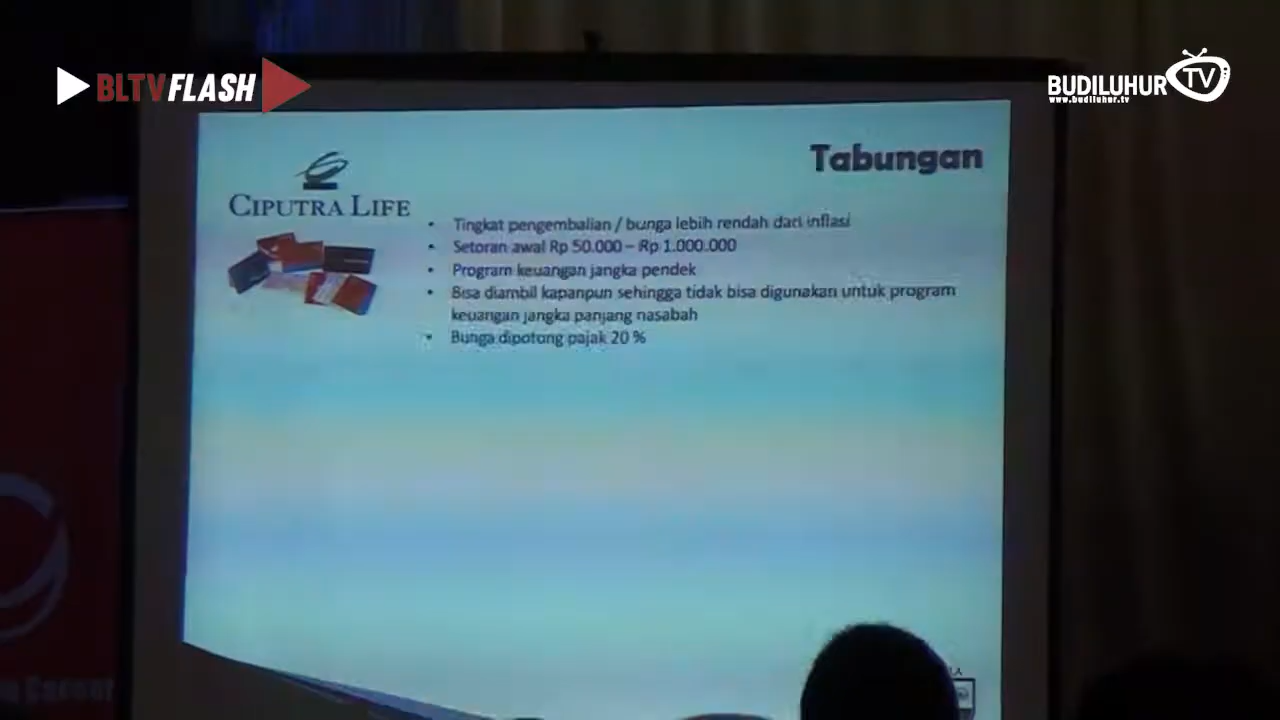 BLTV FLASH
BUDILUHUR TV
www.budiluhur.tv
Tabungan
CIPUTRA LIFE
• Tingkat pengembalian / bunga lebih rendah dari inflasi
• Setoran awal Rp 50.000 – Rp 1.000.000
• Program keuangan jangka pendek
• Bisa diambil kapanpun sehingga tidak bisa digunakan untuk program
keuangan jangka panjang nasabah
• Bunga dipotong pajak 20 %